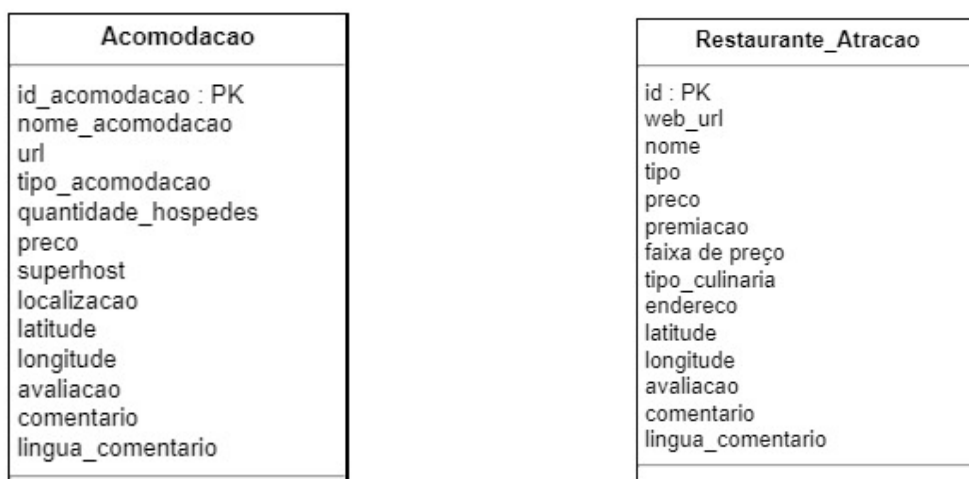 Acomodacao
id_acomodacao : PK
nome_acomodacao
url
tipo_acomodacao
quantidade_hospedes
preco
superhost
localizacao
latitude
longitude
avaliacao
comentario
lingua_comentario
Restaurante_Atracao
id : PK
web_url
nome
tipo
preco
premiacao
faixa de preço
tipo_culinaria
endereco
latitude
longitude
avaliacao
comentario
lingua_comentario